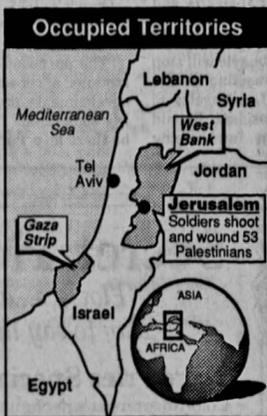 Occupied Territories
Lebanon
Syria
Mediterranean
Sea
West
Bank
Tel
Aviv
Jordan
Jerusalem
Soldiers shoot
and wound 53
Palestinians
Gaza
Strip
Israel
ASIA
AFRICA
Egypt